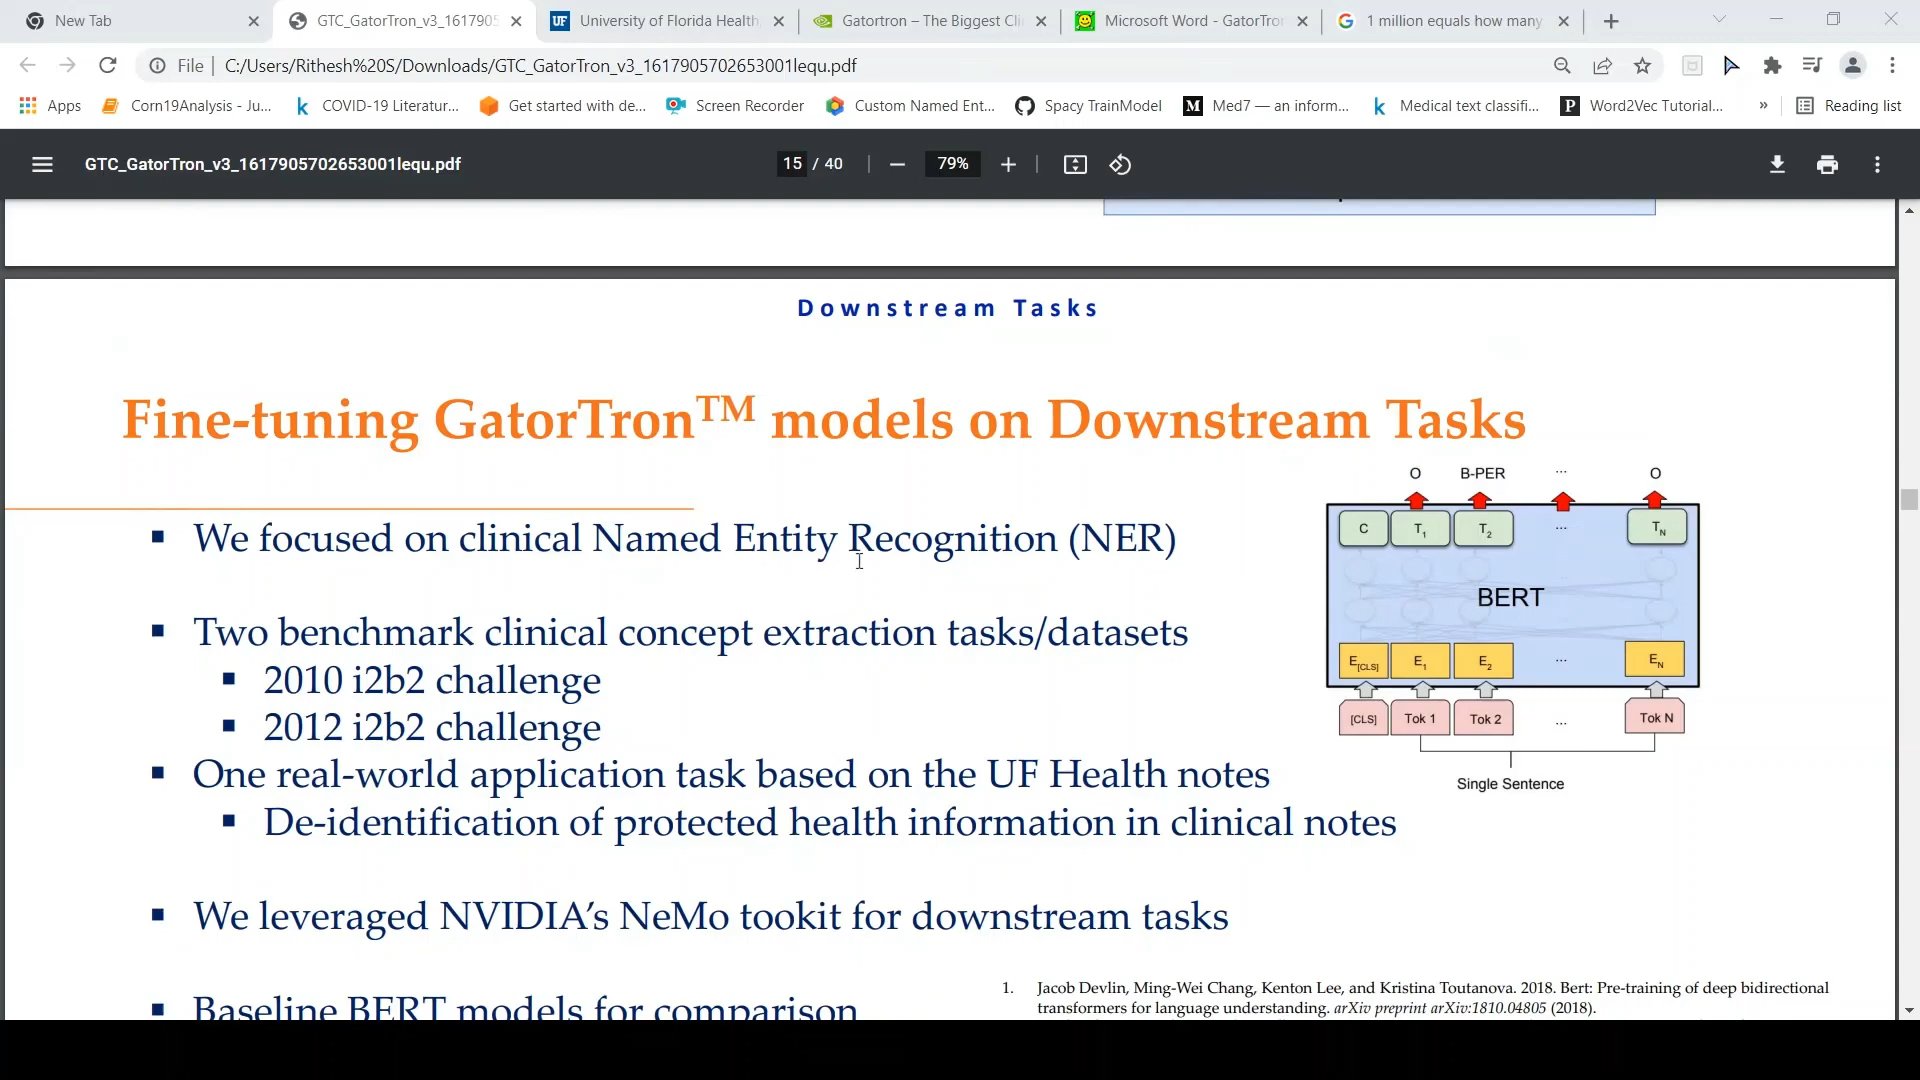 New Tab
GTC_GatorTron_v3_1617905
University of Florida Health,
Gatortron – The Biggest Cli
Microsoft Word - GatorTro
1 million equals how many
File
C:/Users/Rithesh%20S/Downloads/GTC_GatorTron_v3_1617905702653001lequ.pdf
Apps
Corn19Analysis - Ju...
COVID-19 Literatur...
Get started with de...
Screen Recorder
Custom Named Ent...
Spacy TrainModel
Med7 — an inform...
Medical text classifi...
Word2Vec Tutorial...
»
Reading list
GTC_GatorTron_v3_1617905702653001lequ.pdf
15 / 40
79%
Downstream Tasks
Fine-tuning GatorTron™ models on Downstream Tasks
▪ We focused on clinical Named Entity Recognition (NER)
▪ Two benchmark clinical concept extraction tasks/datasets
▪ 2010 i2b2 challenge
▪ 2012 i2b2 challenge
▪ One real-world application task based on the UF Health notes
▪ De-identification of protected health information in clinical notes
▪ We leveraged NVIDIA’s NeMo tookit for downstream tasks
▪ Baseline BERT models for comparison
O B-PER ... O
C T1 T2 ... TN
BERT
E[CLS] E1 E2 ... EN
[CLS] Tok 1 Tok 2 ... Tok N
Single Sentence
1. Jacob Devlin, Ming-Wei Chang, Kenton Lee, and Kristina Toutanova. 2018. Bert: Pre-training of deep bidirectional
transformers for language understanding. arXiv preprint arXiv:1810.04805 (2018).